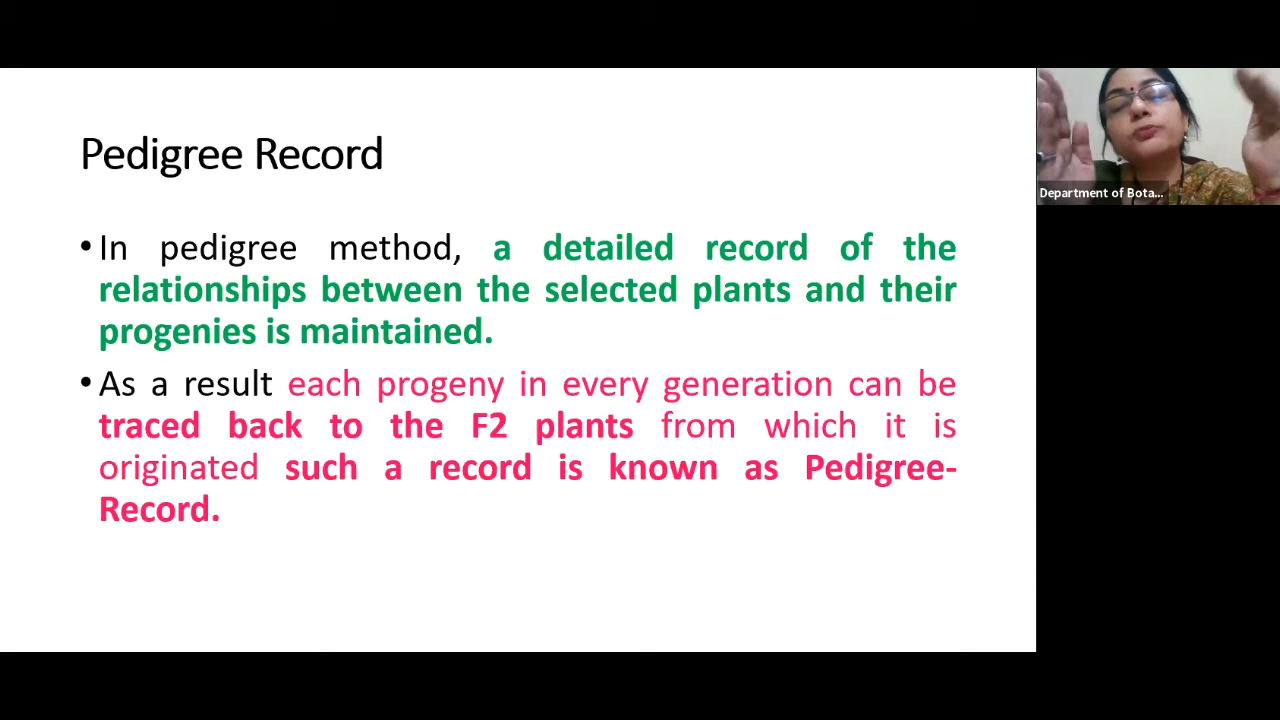 Pedigree Record
• In pedigree method, a detailed record of the
relationships between the selected plants and their
progenies is maintained.
• As a result each progeny in every generation can be
traced back to the F2 plants from which it is
originated such a record is known as Pedigree-
Record.
Department of Bota...